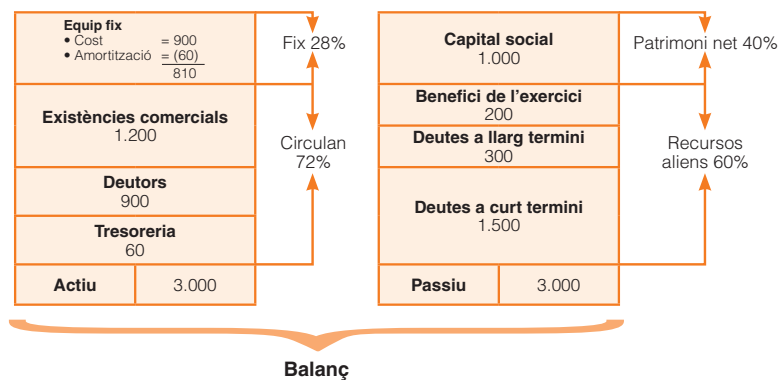 Equip fix
• Cost = 900
• Amortització = (60)
810
Fix 28%
Existències comercials
1.200
Circulan
72%
Deutors
900
Tresoreria
60
Actiu 3.000
Capital social
1.000
Patrimoni net 40%
Benefici de l’exercici
200
Deutes a llarg termini
300
Recursos
aliens 60%
Deutes a curt termini
1.500
Passiu 3.000
Balanç